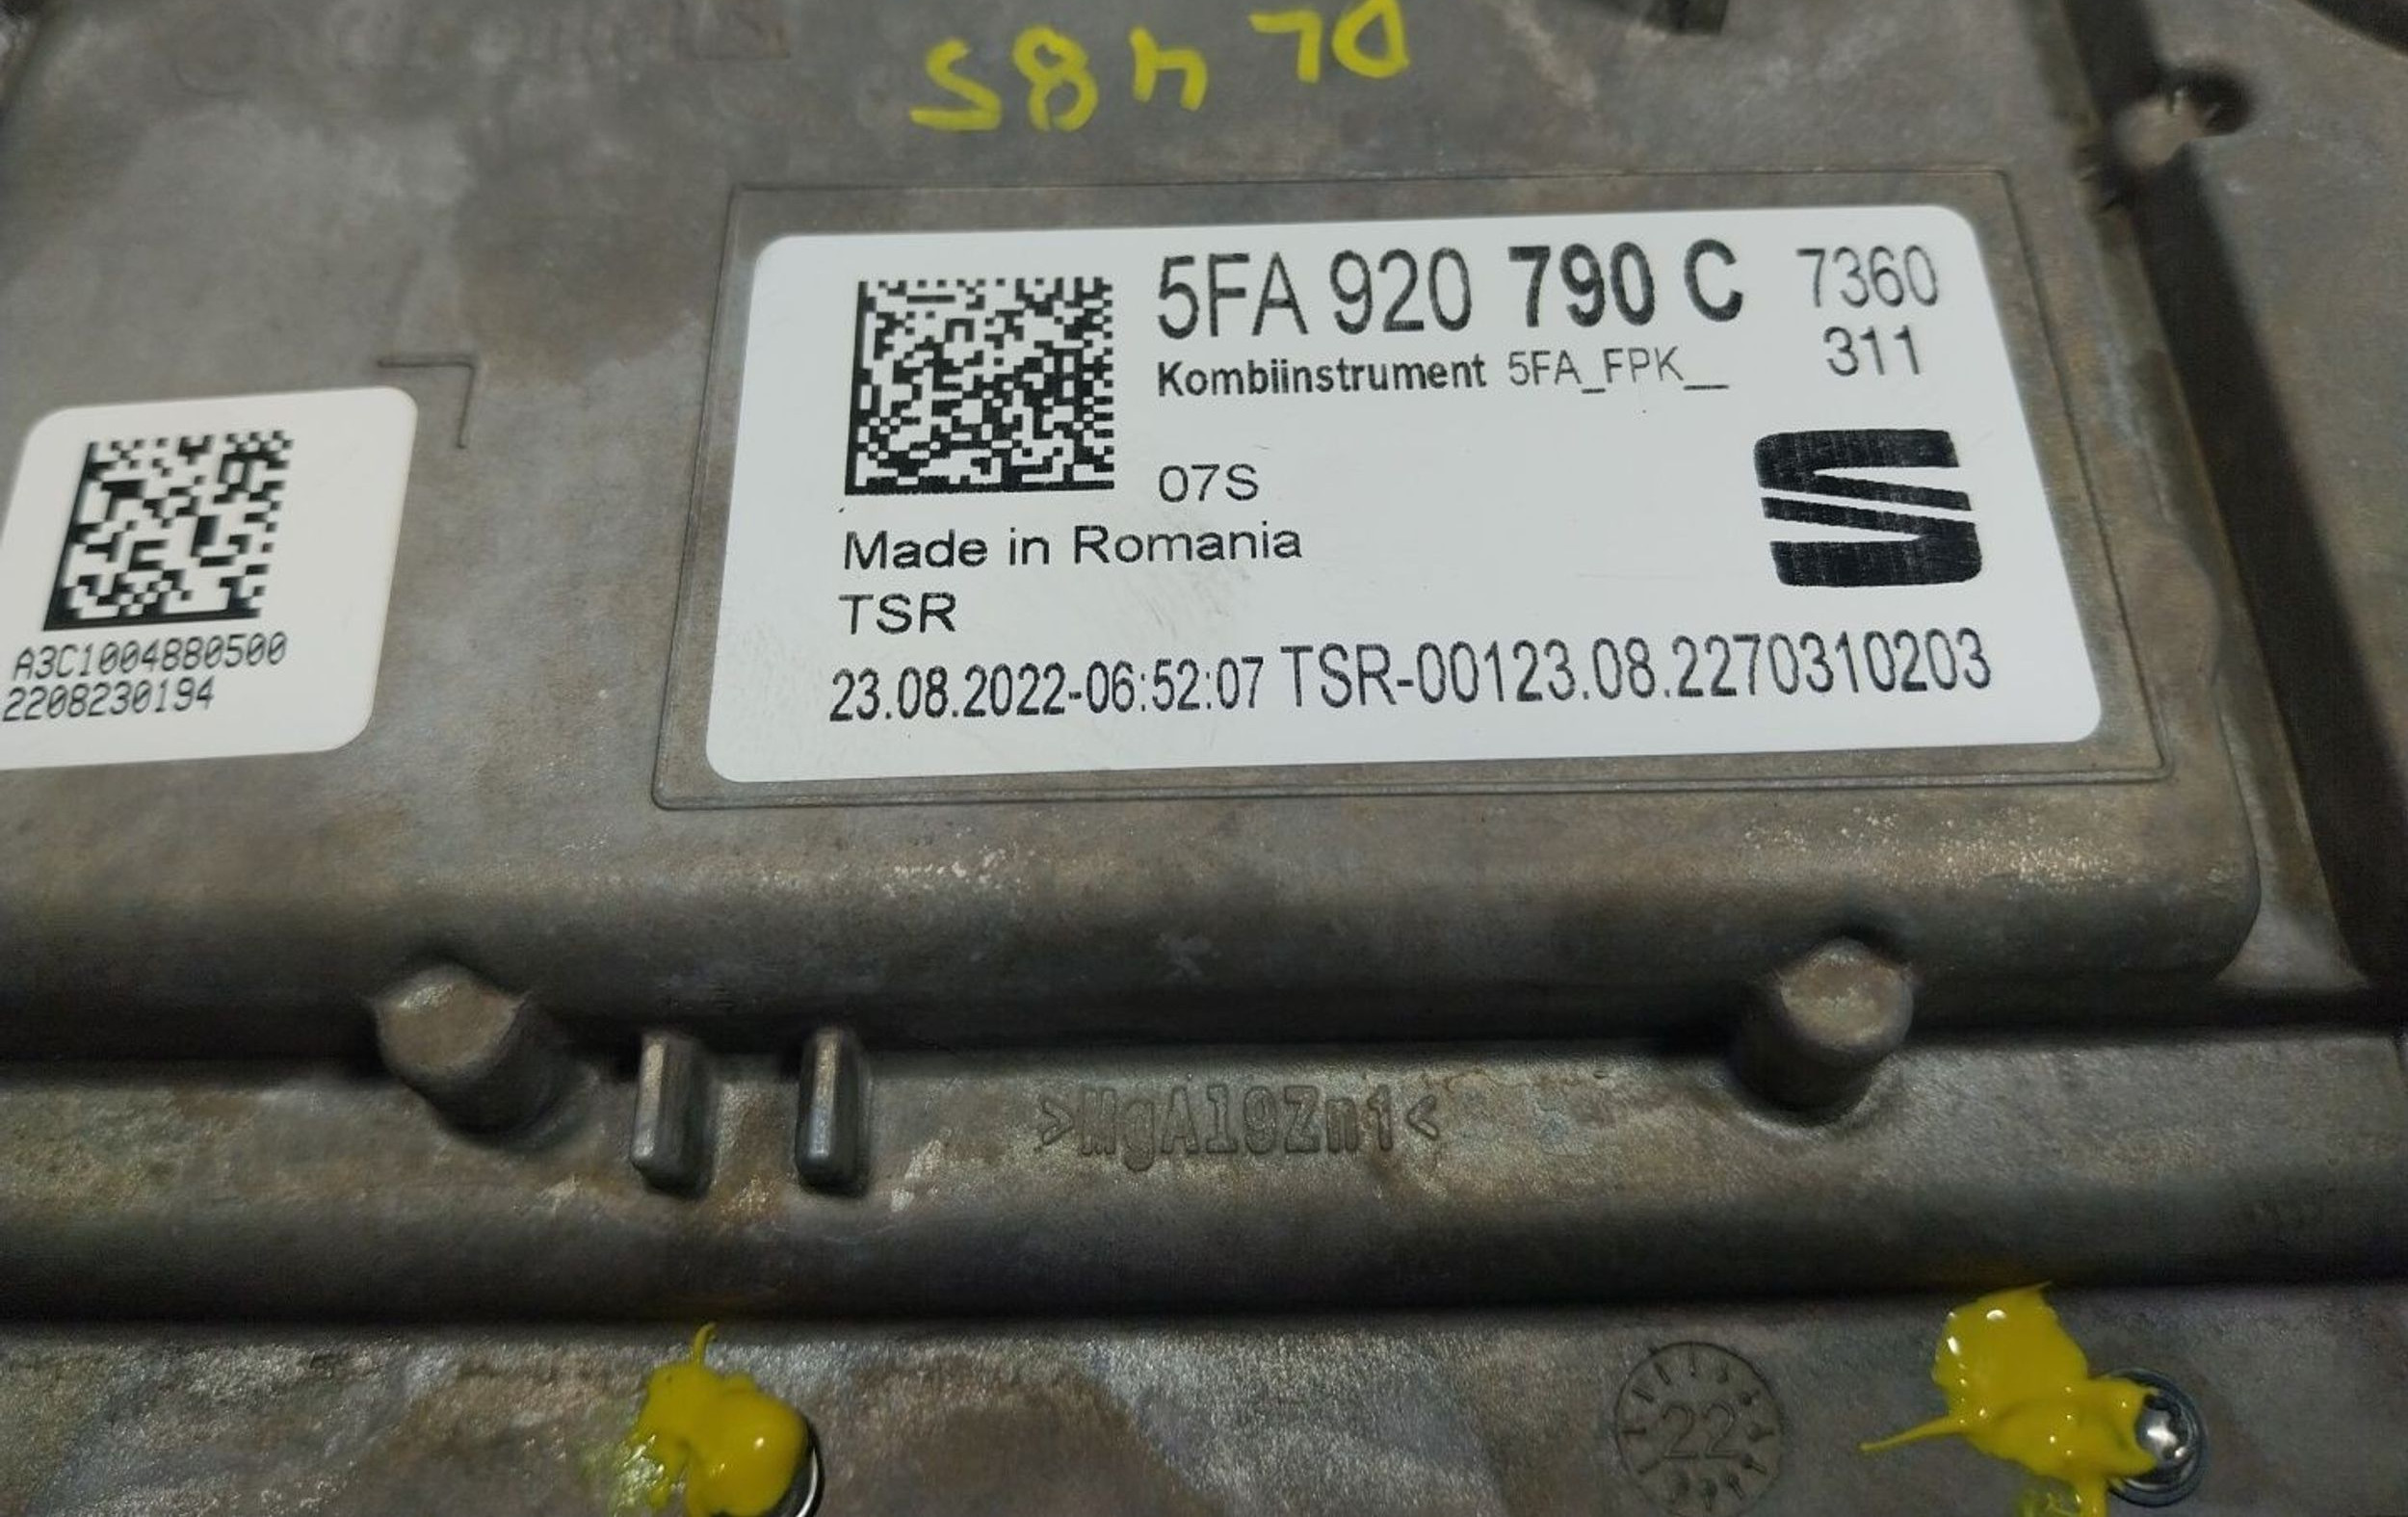 DL 485
5FA 920 790 C 7360
Kombiinstrument 5FA_FPK__ 311
07S
Made in Romania
TSR
23.08.2022-06:52:07 TSR-00123.08.2270310203
A3C1004880500
2208230194
>MgAl9Zn1<
22